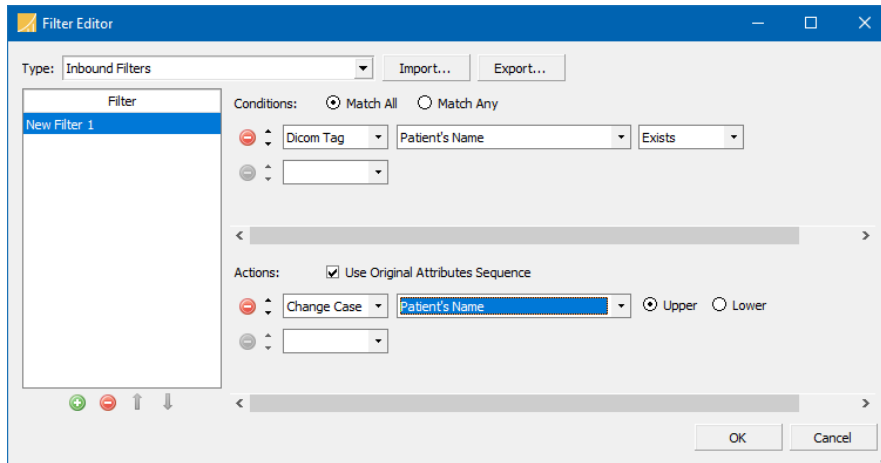 Filter Editor
Type: Inbound Filters Import... Export...
Filter
New Filter 1
Conditions: Match All Match Any
Dicom Tag Patient's Name Exists
Actions: Use Original Attributes Sequence
Change Case Patient's Name Upper Lower
OK Cancel